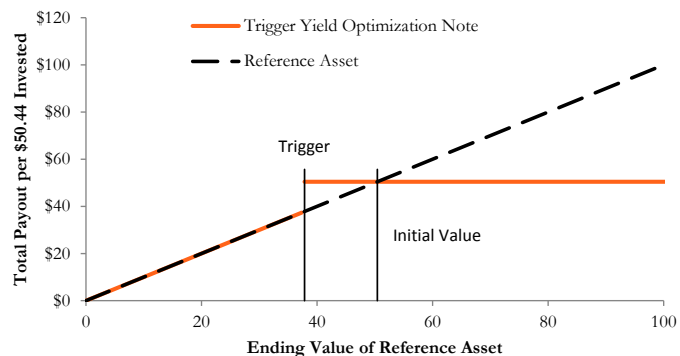 $120
Trigger Yield Optimization Note
$100
Reference Asset
$80
$60
Trigger
$40
Initial Value
$20
$0
0 20 40 60 80 100
Total Payout per $50.44 Invested
Ending Value of Reference Asset